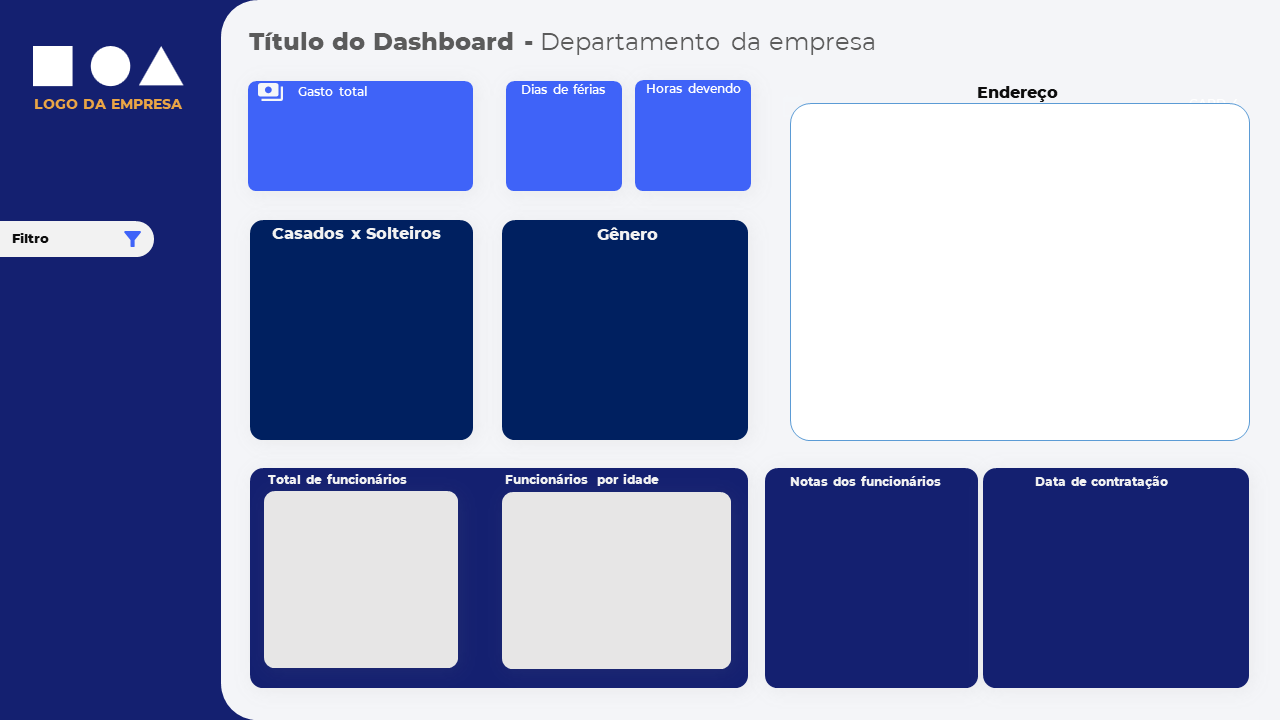 Título do Dashboard - Departamento da empresa
LOGO DA EMPRESA
Filtro
Gasto total
Dias de férias
Horas devendo
Endereço
Casados x Solteiros
Gênero
Total de funcionários
Funcionários por idade
Notas dos funcionários
Data de contratação